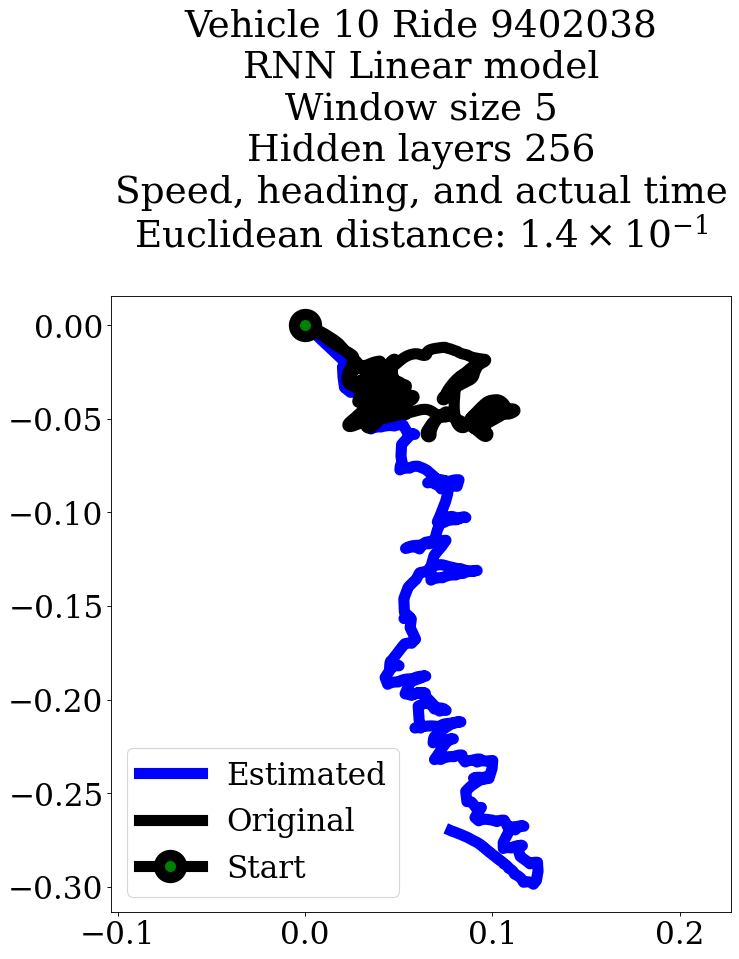 Vehicle 10 Ride 9402038
RNN Linear model
Window size 5
Hidden layers 256
Speed, heading, and actual time
Euclidean distance: 1.4 × 10⁻¹
0.00
−0.05
−0.10
−0.15
−0.20
−0.25
−0.30
Estimated
Original
Start
−0.1 0.0 0.1 0.2